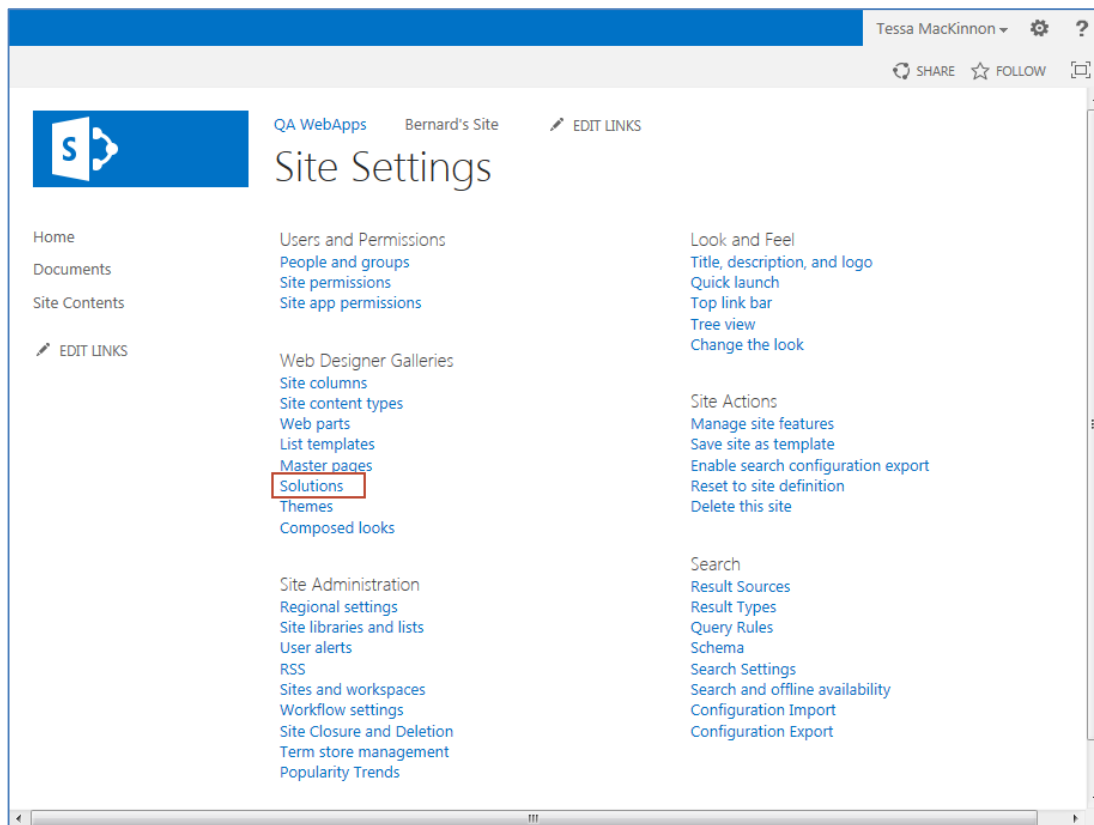 Tessa MacKinnon
?
SHARE FOLLOW
S
QA WebApps Bernard's Site EDIT LINKS
Site Settings
Home
Documents
Site Contents
EDIT LINKS
Users and Permissions
People and groups
Site permissions
Site app permissions
Web Designer Galleries
Site columns
Site content types
Web parts
List templates
Master pages
Solutions
Themes
Composed looks
Site Administration
Regional settings
Site libraries and lists
User alerts
RSS
Sites and workspaces
Workflow settings
Site Closure and Deletion
Term store management
Popularity Trends
Look and Feel
Title, description, and logo
Quick launch
Top link bar
Tree view
Change the look
Site Actions
Manage site features
Save site as template
Enable search configuration export
Reset to site definition
Delete this site
Search
Result Sources
Result Types
Query Rules
Schema
Search Settings
Search and offline availability
Configuration Import
Configuration Export